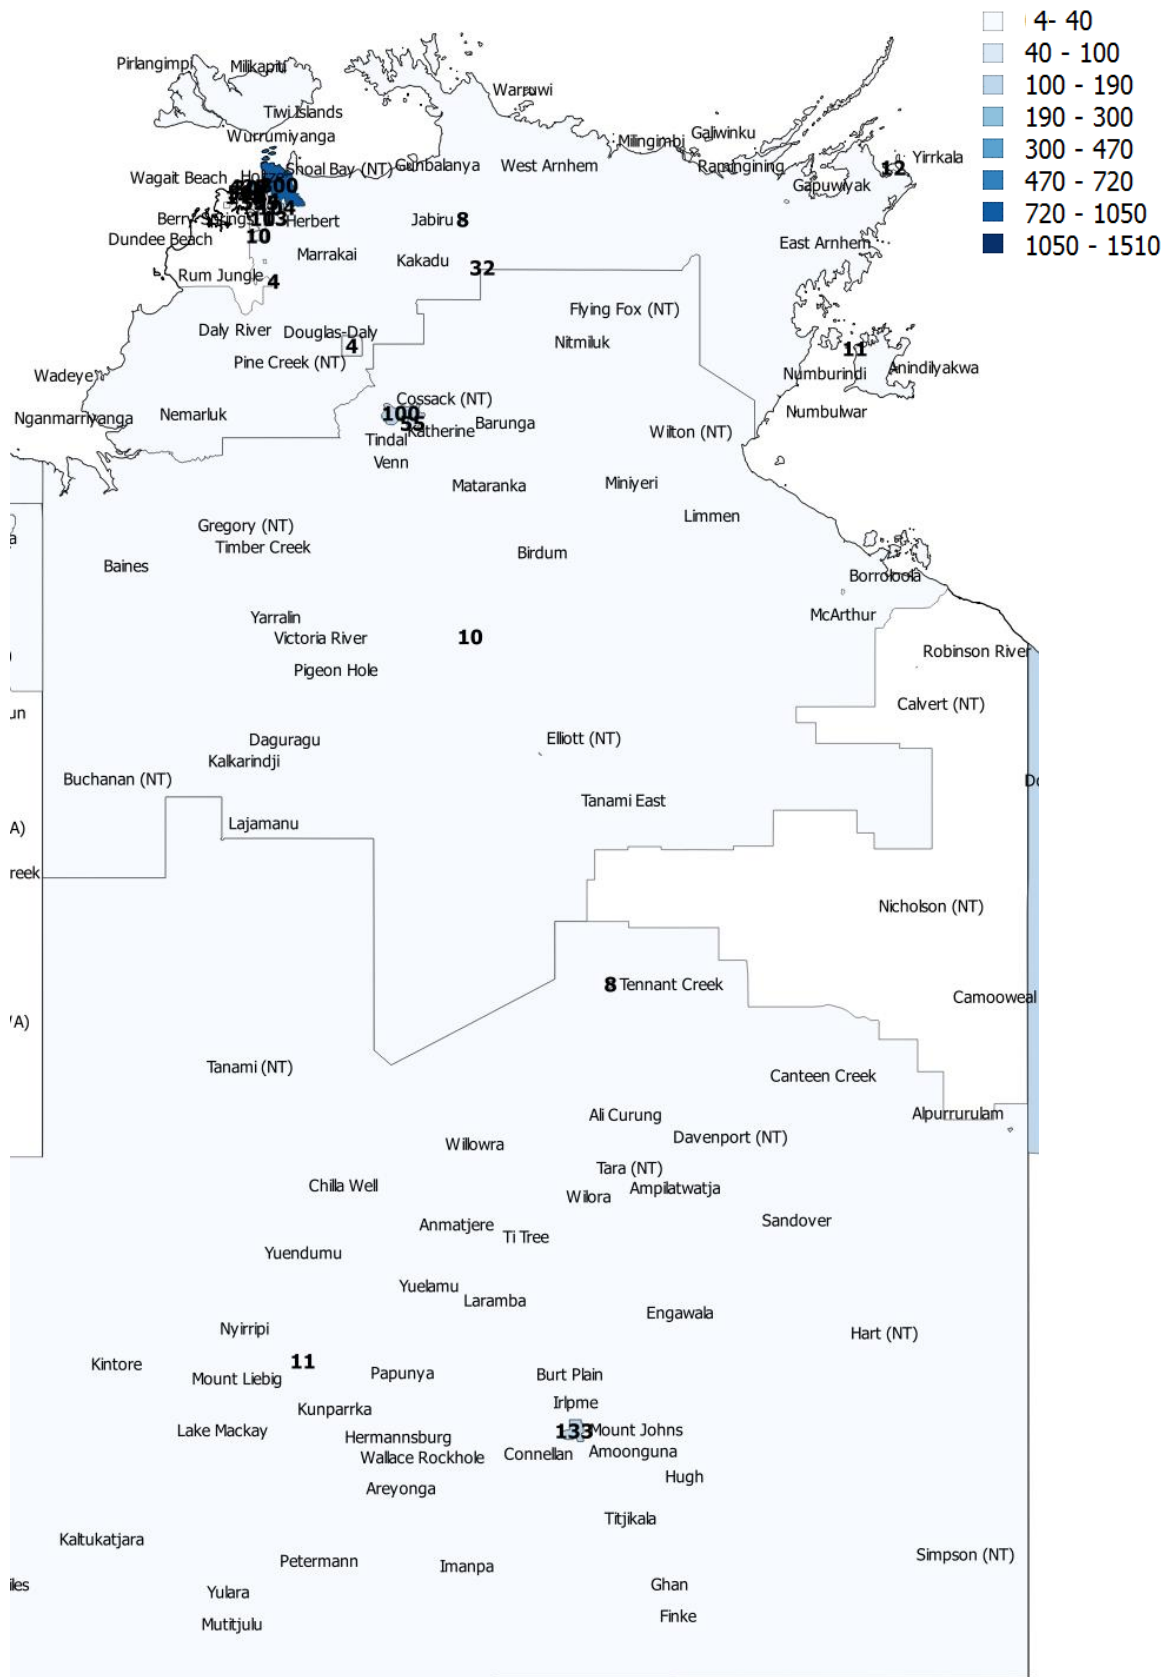 4- 40
40 - 100
100 - 190
190 - 300
300 - 470
470 - 720
720 - 1050
1050 - 1510
Pirlangimpi
Milikapiti
Warruwi
Tiwi Islands
Wurrumiyanga
Milingimbi
Galiwinku
Shoal Bay (NT)
Gunbalanya
West Arnhem
Ramingining
Yirrkala
12
Wagait Beach
Gapuwiyak
Berry Springs
Herbert
Jabiru 8
10
Dundee Beach
East Arnhem
Marrakai
Kakadu
32
Rum Jungle
4
Flying Fox (NT)
Daly River
Douglas-Daly
4
Nitmiluk
11
Pine Creek (NT)
Anindilyakwa
Wadeye
Numburindi
Cossack (NT)
Nganmarriyanga
Nemarluk
100
Numbulwar
55
Barunga
Katherine
Wilton (NT)
Tindal
Venn
Mataranka
Miniyeri
Limmen
Gregory (NT)
Timber Creek
Birdum
Baines
Borroloola
Yarralin
McArthur
Victoria River
10
Robinson River
Pigeon Hole
Calvert (NT)
un
Daguragu
Elliott (NT)
Kalkarindji
Buchanan (NT)
Tanami East
Lajamanu
A)
reek
Nicholson (NT)
8 Tennant Creek
Camooweal
Tanami (NT)
Canteen Creek
Ali Curung
Alpurrurulam
Willowra
Davenport (NT)
Tara (NT)
Chilla Well
Wilora
Ampilatwatja
Anmatjere
Sandover
Ti Tree
Yuendumu
Yuelamu
Laramba
Engawala
Nyirripi
Hart (NT)
Kintore
11
Mount Liebig
Papunya
Burt Plain
Irlpme
Kunparrka
Lake Mackay
Hermannsburg
133
Mount Johns
Wallace Rockhole
Connellan
Amoonguna
Areyonga
Hugh
Titjikala
Kaltukatjara
Petermann
Imanpa
Simpson (NT)
iles
Yulara
Ghan
Mutitjulu
Finke